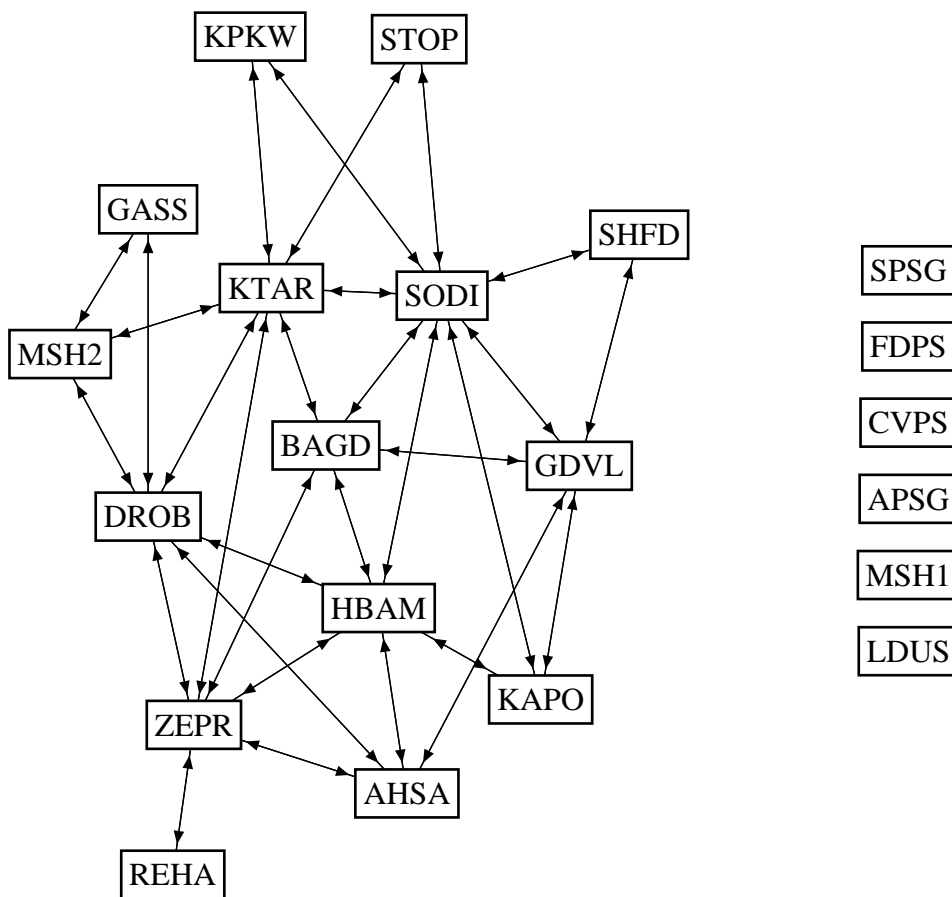 KPKW
STOP
GASS
SHFD
KTAR
SODI
SPSG
MSH2
FDPS
BAGD
GDVL
CVPS
DROB
APSG
HBAM
MSH1
ZEPR
KAPO
LDUS
AHSA
REHA